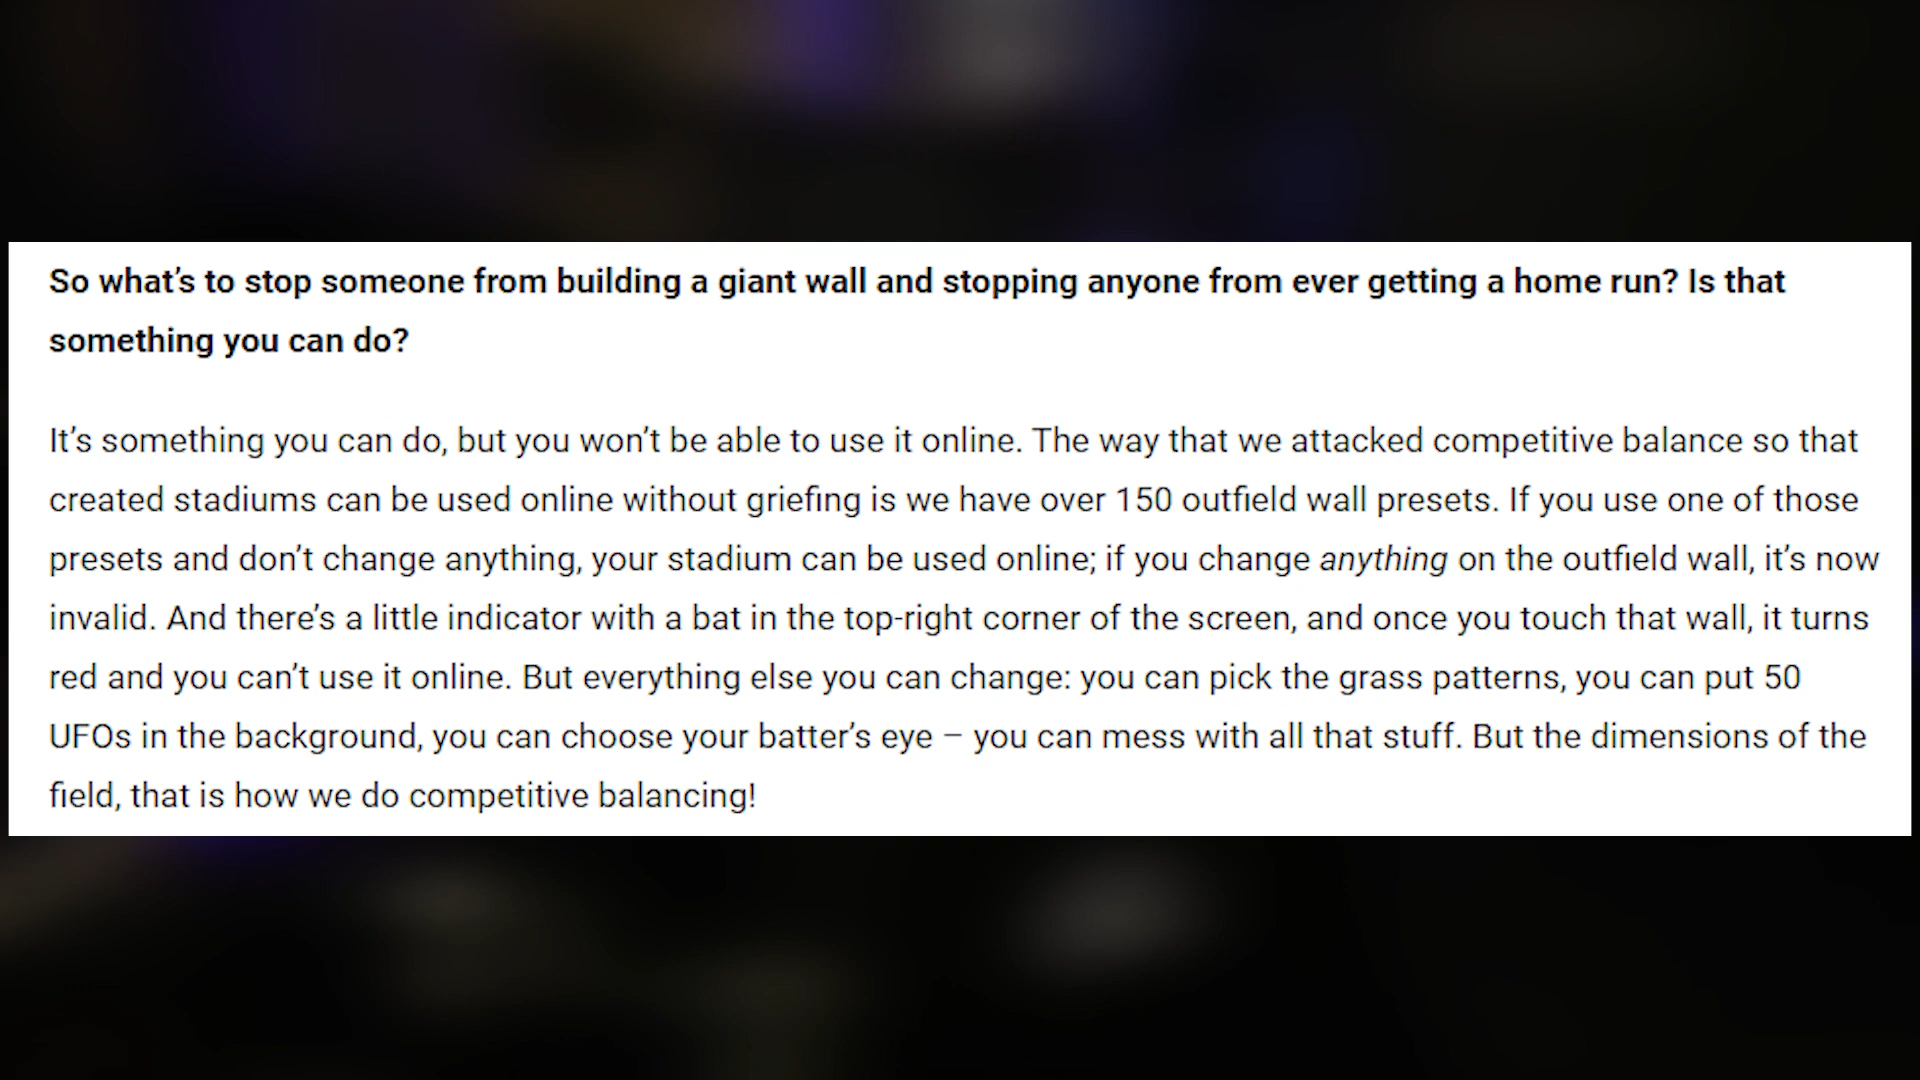 So what’s to stop someone from building a giant wall and stopping anyone from ever getting a home run? Is that
something you can do?
It’s something you can do, but you won’t be able to use it online. The way that we attacked competitive balance so that
created stadiums can be used online without griefing is we have over 150 outfield wall presets. If you use one of those
presets and don’t change anything, your stadium can be used online; if you change anything on the outfield wall, it’s now
invalid. And there’s a little indicator with a bat in the top-right corner of the screen, and once you touch that wall, it turns
red and you can’t use it online. But everything else you can change: you can pick the grass patterns, you can put 50
UFOs in the background, you can choose your batter’s eye – you can mess with all that stuff. But the dimensions of the
field, that is how we do competitive balancing!